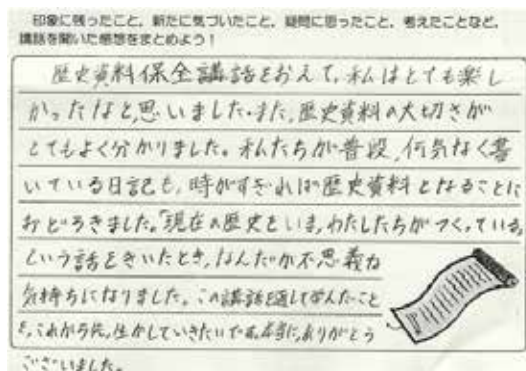 印象に残ったこと、新たに気づいたこと、疑問に思ったこと、考えたことなど、
講話を聞いた感想をまとめよう！
歴史資料保全講話をおえて、私はとても楽し
かったなと思いました。また、歴史資料の大切さが
とてもよく分かりました。私たちが普段、何気なく書
いている日記も、時がすぎれば歴史資料となることに
おどろきました。「現在の歴史をいま、わたしたちがつくっている」
という話をきいたとき、なんだか不思議な
気持ちになりました。この講話を通して学んだこと
を、これから先、生かしていきたいです。本当に、ありがとう
ございました。